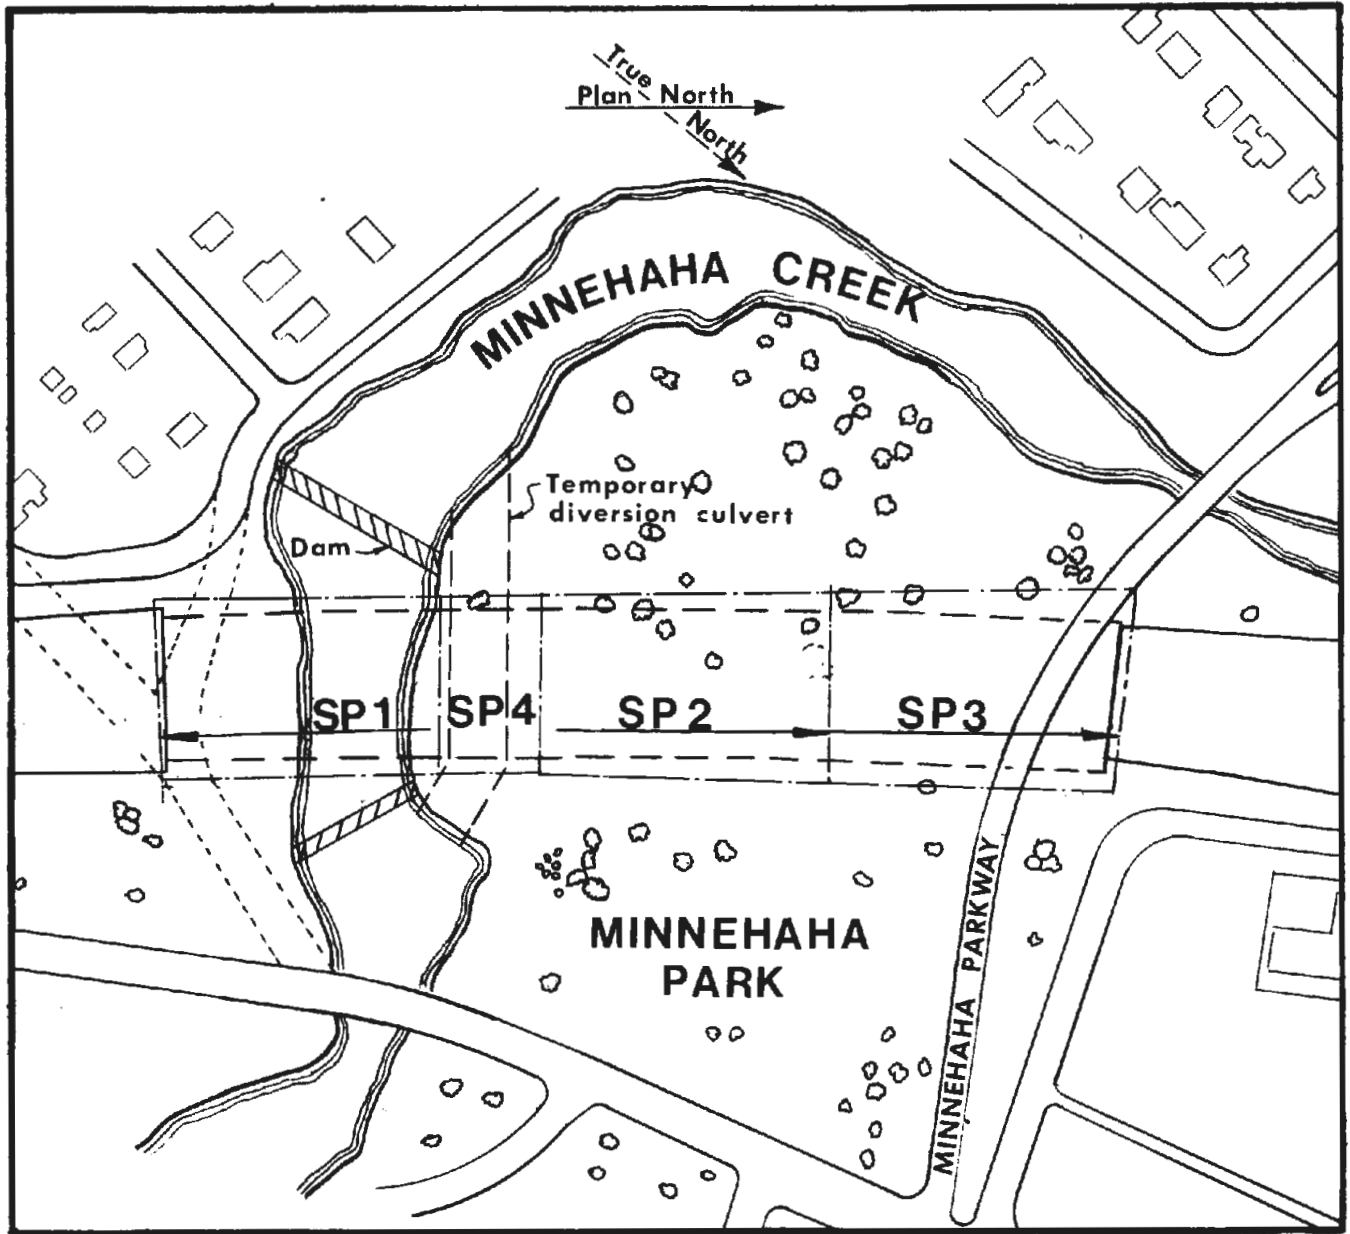 True
Plan North
North
MINNEHAHA CREEK
Temporary
diversion culvert
Dam
SP1
SP4
SP2
SP3
MINNEHAHA
PARK
MINNEHAHA PARKWAY